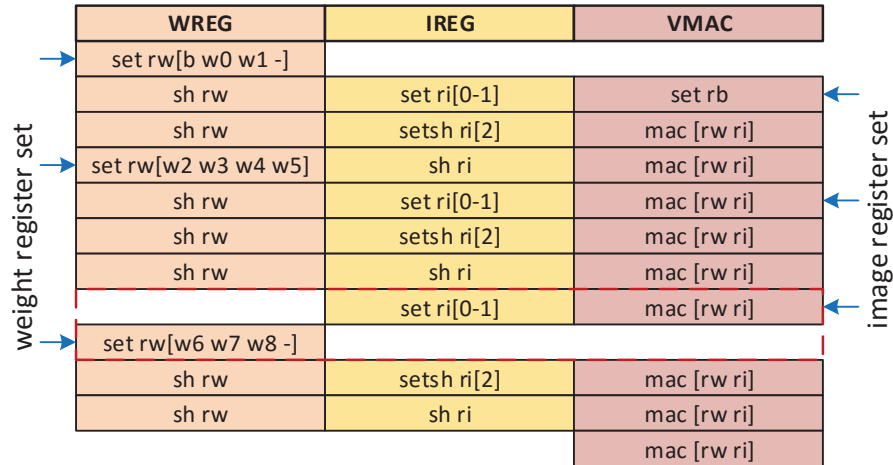 WREG IREG VMAC
set rw[b w0 w1 -]
sh rw set ri[0-1] set rb
sh rw setsh ri[2] mac [rw ri]
set rw[w2 w3 w4 w5] sh ri mac [rw ri]
sh rw set ri[0-1] mac [rw ri]
sh rw setsh ri[2] mac [rw ri]
sh rw sh ri mac [rw ri]
set ri[0-1] mac [rw ri]
set rw[w6 w7 w8 -]
sh rw setsh ri[2] mac [rw ri]
sh rw sh ri mac [rw ri]
mac [rw ri]
weight register set
image register set